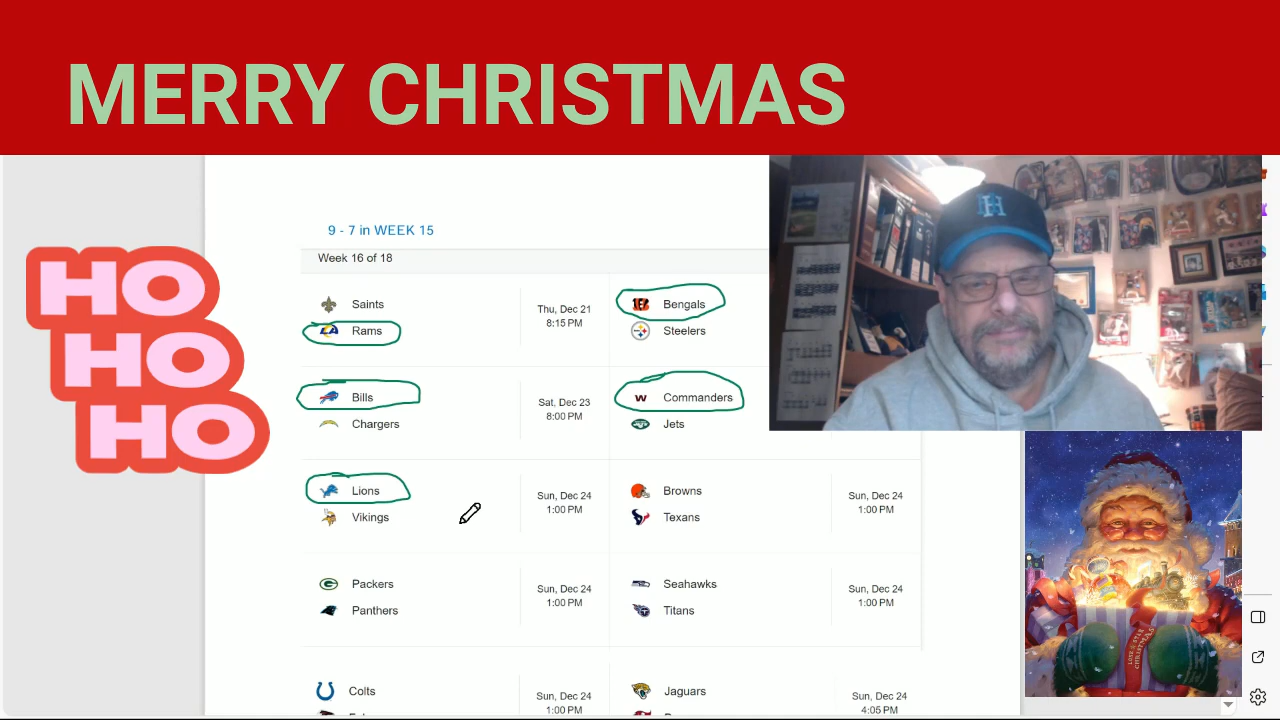 MERRY CHRISTMAS
HO
HO
HO
9 - 7 in WEEK 15
Week 16 of 18
Saints
Rams
Thu, Dec 21
8:15 PM
Bengals
Steelers
Bills
Chargers
Sat, Dec 23
8:00 PM
W Commanders
Jets
Lions
Vikings
Sun, Dec 24
1:00 PM
Browns
Texans
Sun, Dec 24
1:00 PM
Packers
Panthers
Sun, Dec 24
1:00 PM
Seahawks
Titans
Sun, Dec 24
1:00 PM
Colts
Sun, Dec 24
1:00 PM
Jaguars
Sun, Dec 24
4:05 PM
H